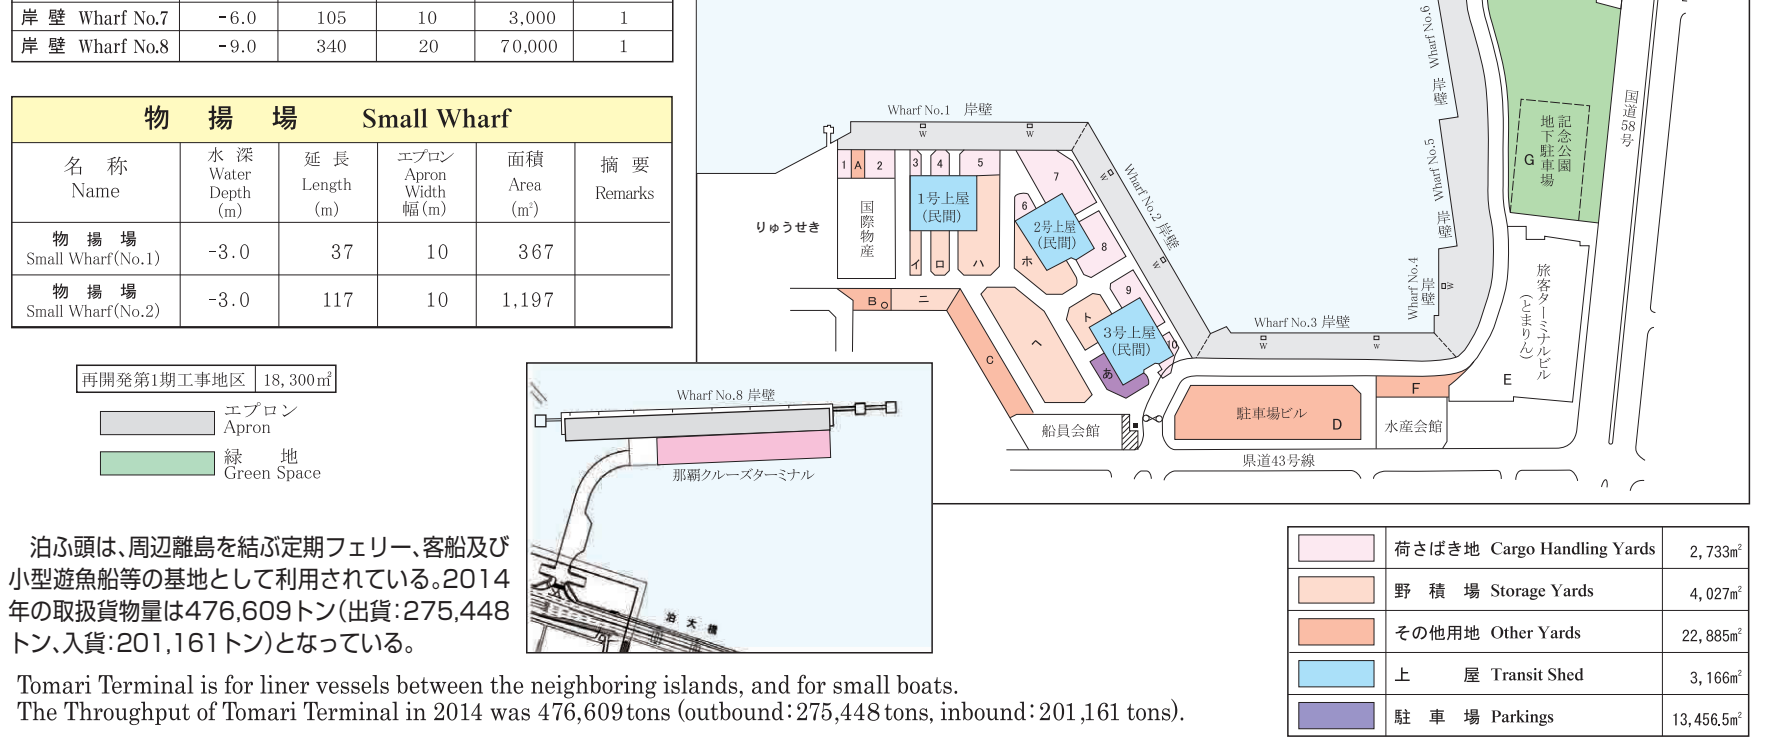 岸 壁 Wharf No.7 -6.0 105 10 3,000 1
岸 壁 Wharf No.8 -9.0 340 20 70,000 1
物 揚 場 Small Wharf
名 称 Name 水 深 Water Depth (m) 延 長 Length (m) エプロン Apron Width 幅(m) 面積 Area (㎡) 摘 要 Remarks
物 揚 場 Small Wharf(No.1) -3.0 37 10 367
物 揚 場 Small Wharf(No.2) -3.0 117 10 1,197
再開発第1期工事地区 18,300㎡
エプロン
Apron
緑 地
Green Space
泊ふ頭は、周辺離島を結ぶ定期フェリー、客船及び
小型遊魚船等の基地として利用されている。2014
年の取扱貨物量は476,609トン(出貨:275,448
トン、入貨:201,161トン)となっている。
Tomari Terminal is for liner vessels between the neighboring islands, and for small boats.
The Throughput of Tomari Terminal in 2014 was 476,609 tons (outbound:275,448 tons, inbound:201,161 tons).
Wharf No.8 岸壁
那覇クルーズターミナル
泊 大 橋
Wharf No.1 岸壁
W
W
1
A
2
3
4
5
7
W
Wharf No.2 岸壁
W
りゅうせき
国際物産
1号上屋
(民間)
イ
ロ
ハ
6
2号上屋
(民間)
8
ホ
B
ニ
C
ヘ
ト
9
3号上屋
(民間)
10
あ
Wharf No.3 岸壁
W
W
Wharf No.4 岸壁
W
Wharf No.5 岸壁
Wharf No.6 岸壁
G
記念公園
地下駐車場
国道58号
旅客ターミナルビル
(とまりん)
E
F
駐車場ビル
D
水産会館
船員会館
県道43号線
荷さばき地 Cargo Handling Yards 2,733㎡
野 積 場 Storage Yards 4,027㎡
その他用地 Other Yards 22,885㎡
上 屋 Transit Shed 3,166㎡
駐 車 場 Parkings 13,456.5㎡